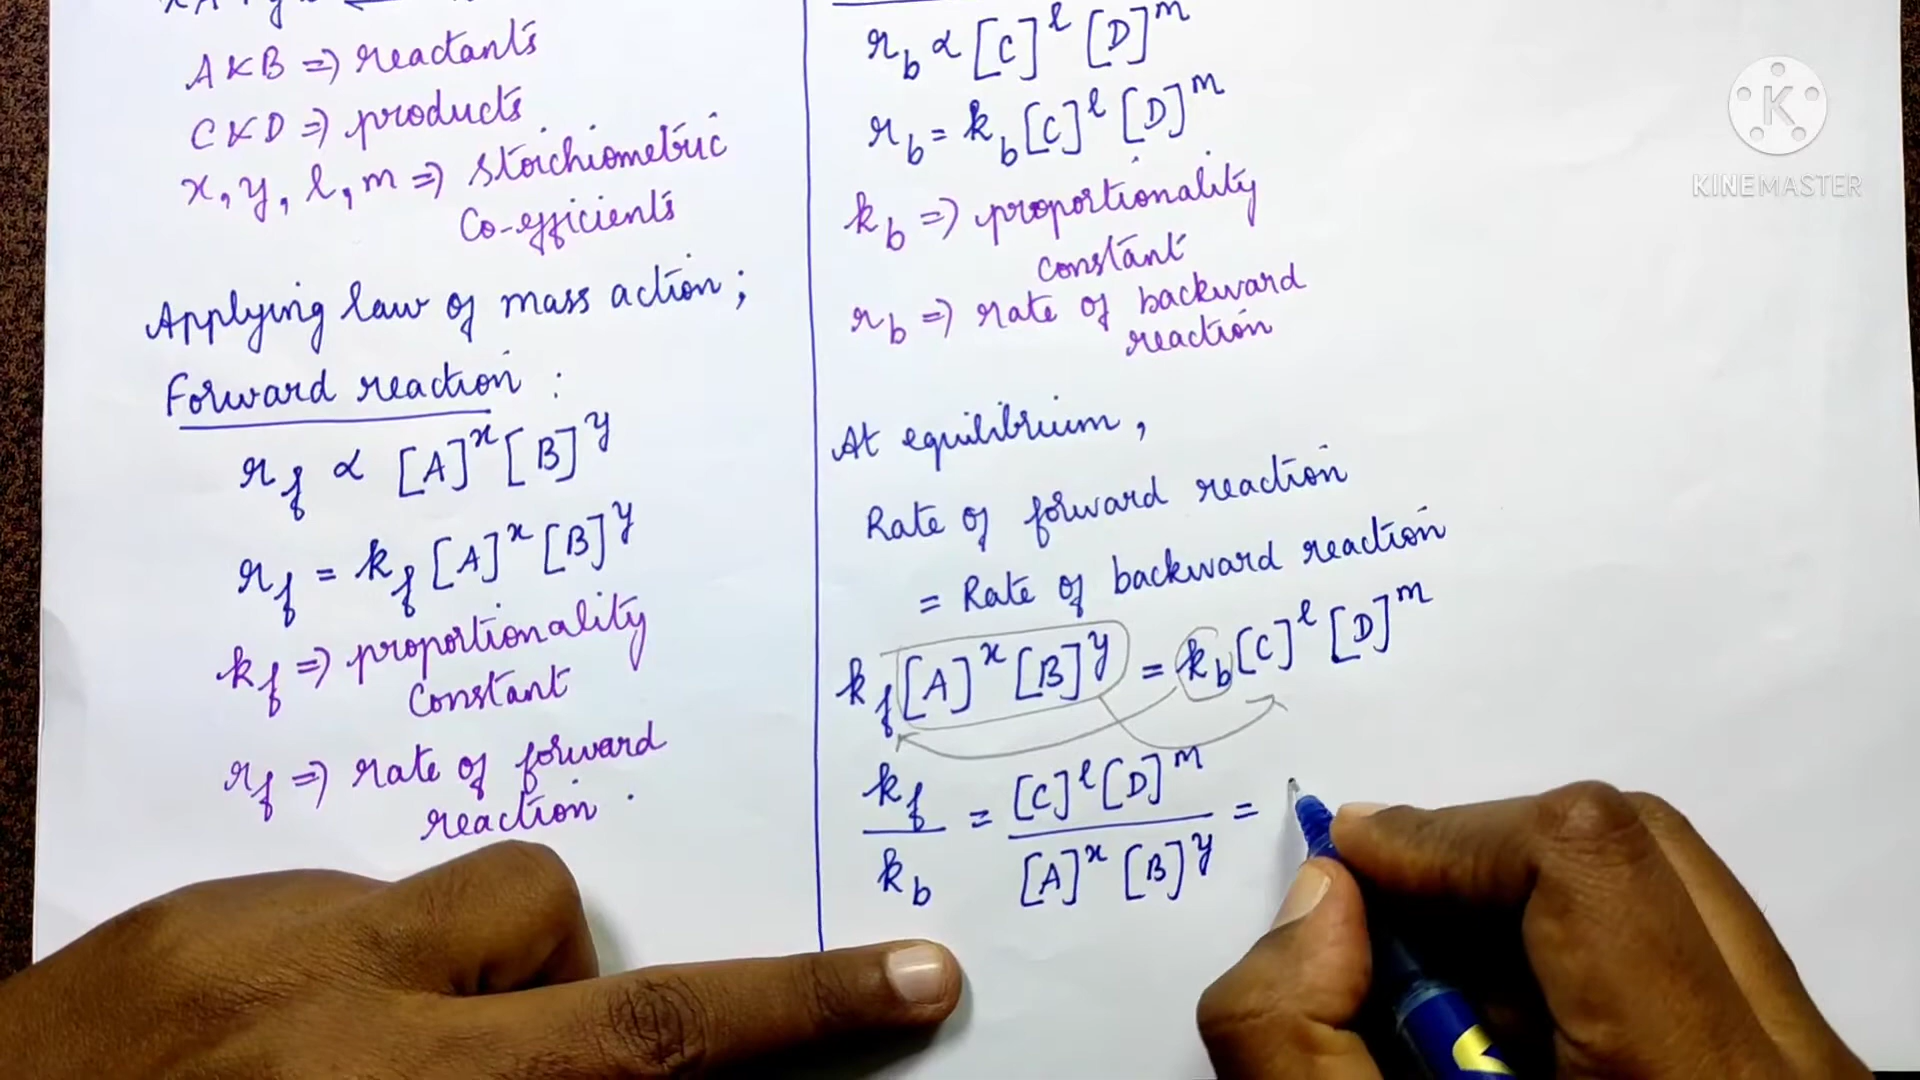 A & B => reactants
C & D => products
x, y, l, m => Stoichiometric
Co-efficients
Applying law of mass action ;
Forward reaction :
r_f ∝ [A]^x [B]^y
r_f = k_f [A]^x [B]^y
k_f => proportionality
Constant
r_f => rate of forward
reaction .
r_b ∝ [C]^l [D]^m
r_b = k_b [C]^l [D]^m
k_b => proportionality
constant
r_b => rate of backward
reaction
At equilibrium ,
Rate of forward reaction
= Rate of backward reaction
k_f [A]^x [B]^y = k_b [C]^l [D]^m
k_f / k_b = [C]^l [D]^m / [A]^x [B]^y =
K
KINEMASTER